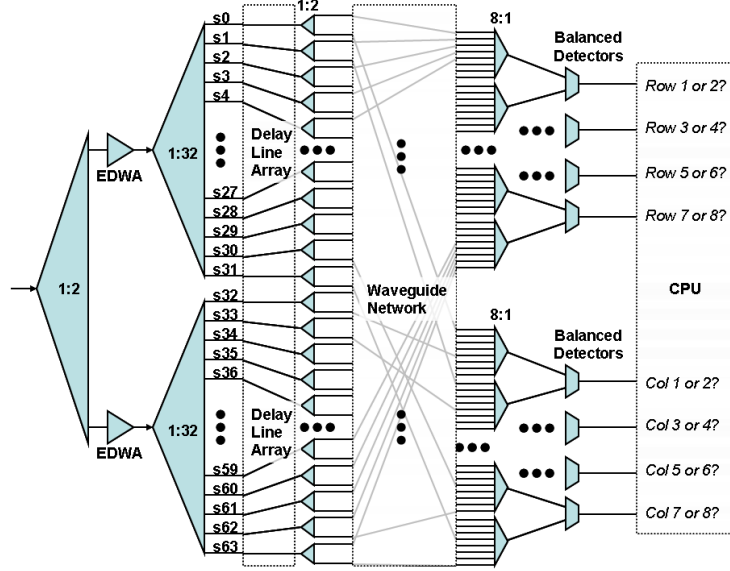 1:2
8:1
s0
s1
s2
s3
s4
Balanced
Detectors
Row 1 or 2?
Row 3 or 4?
Row 5 or 6?
Row 7 or 8?
EDWA
1:32
Delay
Line
Array
s27
s28
s29
s30
s31
1:2
Waveguide
Network
CPU
s32
s33
s34
s35
s36
8:1
Balanced
Detectors
Col 1 or 2?
Col 3 or 4?
Col 5 or 6?
Col 7 or 8?
EDWA
1:32
Delay
Line
Array
s59
s60
s61
s62
s63